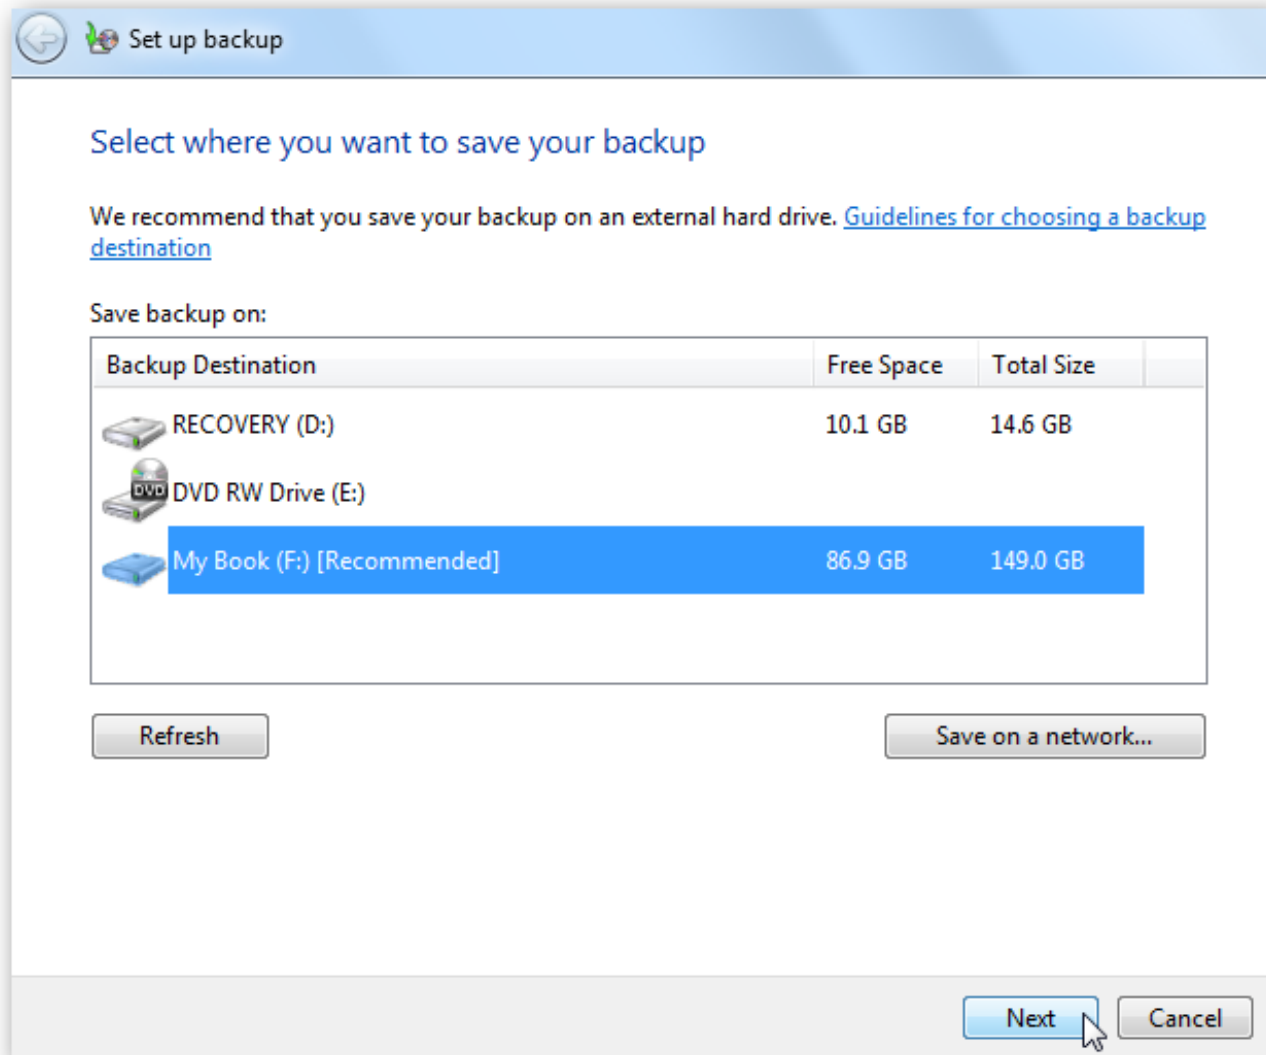 Set up backup
Select where you want to save your backup
We recommend that you save your backup on an external hard drive. Guidelines for choosing a backup
destination
Save backup on:
Backup Destination Free Space Total Size
RECOVERY (D:) 10.1 GB 14.6 GB
DVD
DVD RW Drive (E:)
My Book (F:) [Recommended] 86.9 GB 149.0 GB
Refresh Save on a network...
Next Cancel